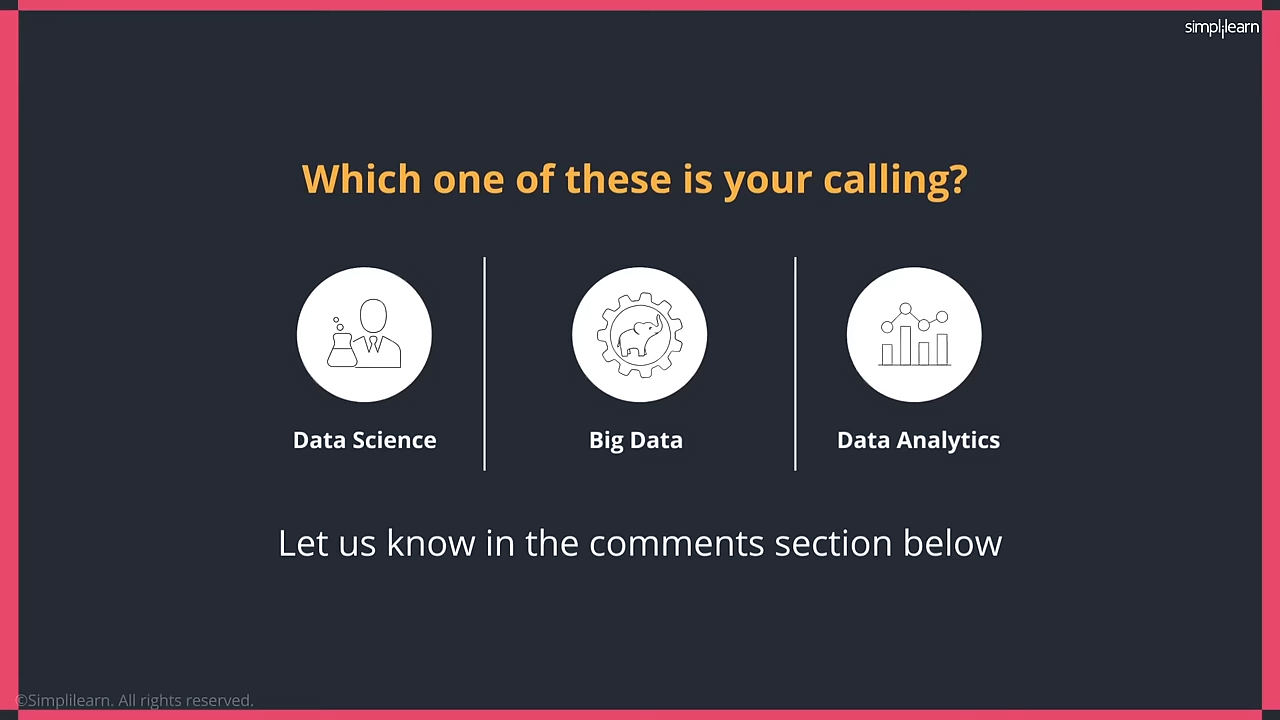 simplilearn
Which one of these is your calling?
Data Science
Big Data
Data Analytics
Let us know in the comments section below
©Simplilearn. All rights reserved.